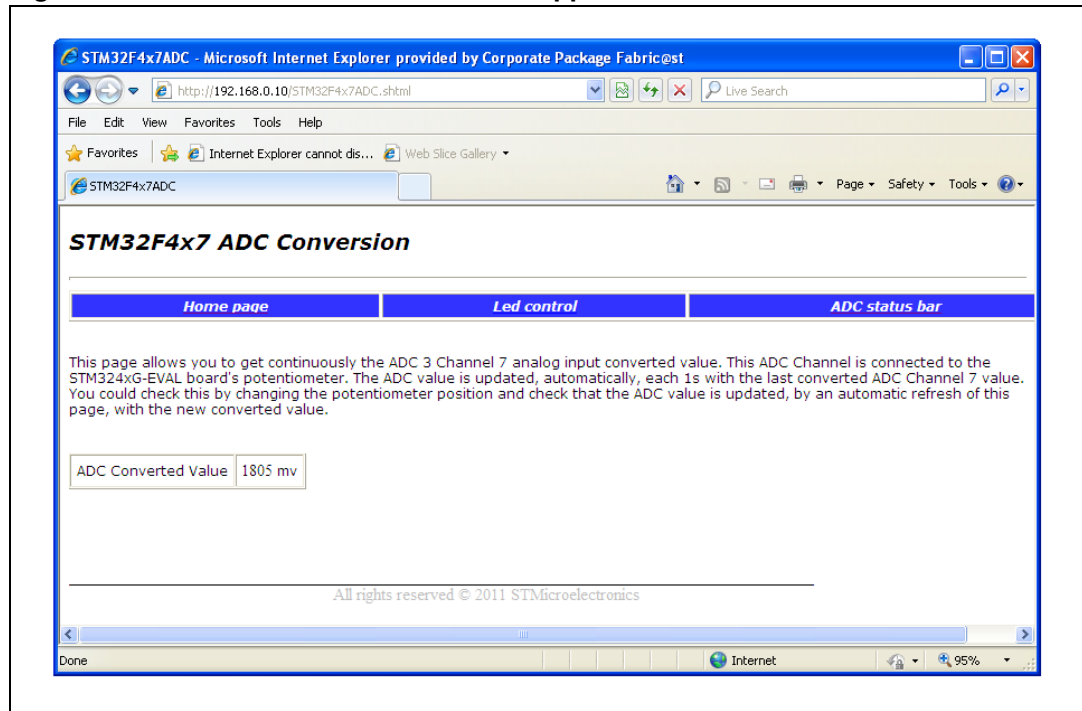 STM32F4x7ADC - Microsoft Internet Explorer provided by Corporate Package Fabric@st
http://192.168.0.10/STM32F4x7ADC.shtml
Live Search
File Edit View Favorites Tools Help
Favorites Internet Explorer cannot dis... Web Slice Gallery
STM32F4x7ADC
Page Safety Tools
STM32F4x7 ADC Conversion
Home page Led control ADC status bar
This page allows you to get continuously the ADC 3 Channel 7 analog input converted value. This ADC Channel is connected to the
STM324xG-EVAL board's potentiometer. The ADC value is updated, automatically, each 1s with the last converted ADC Channel 7 value.
You could check this by changing the potentiometer position and check that the ADC value is updated, by an automatic refresh of this
page, with the new converted value.
ADC Converted Value 1805 mv
All rights reserved © 2011 STMicroelectronics
Done Internet 95%